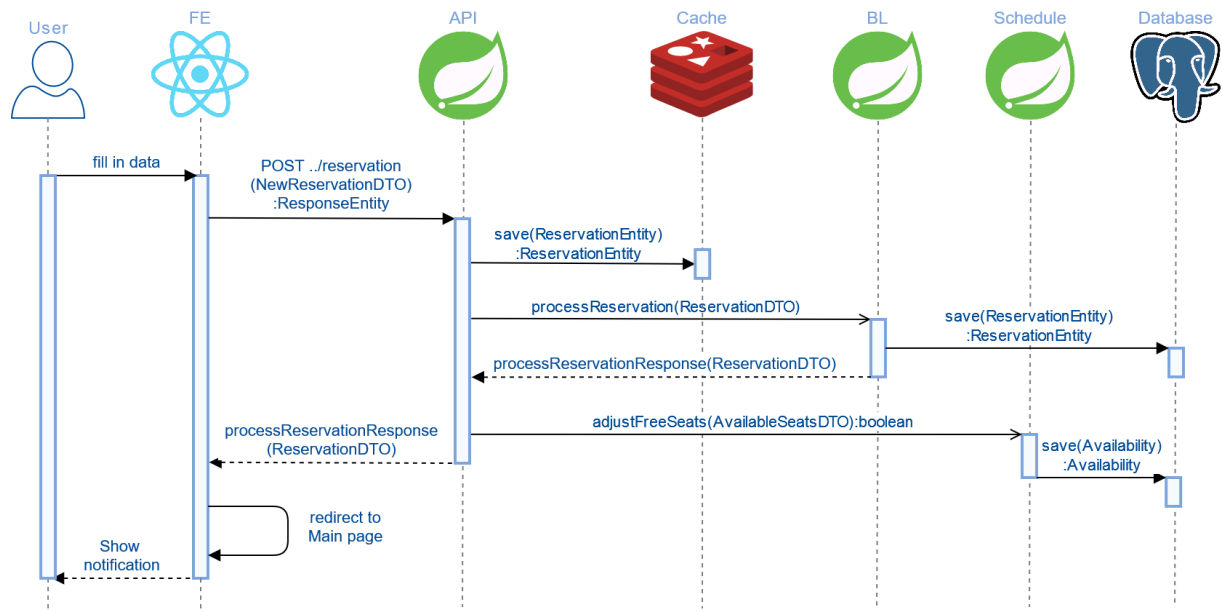 User
FE
API
Cache
BL
Schedule
Database
fill in data
POST ../reservation
(NewReservationDTO)
:ResponseEntity
save(ReservationEntity)
:ReservationEntity
processReservation(ReservationDTO)
save(ReservationEntity)
:ReservationEntity
processReservationResponse(ReservationDTO)
adjustFreeSeats(AvailableSeatsDTO):boolean
processReservationResponse
(ReservationDTO)
save(Availability)
:Availability
redirect to
Main page
Show
notification